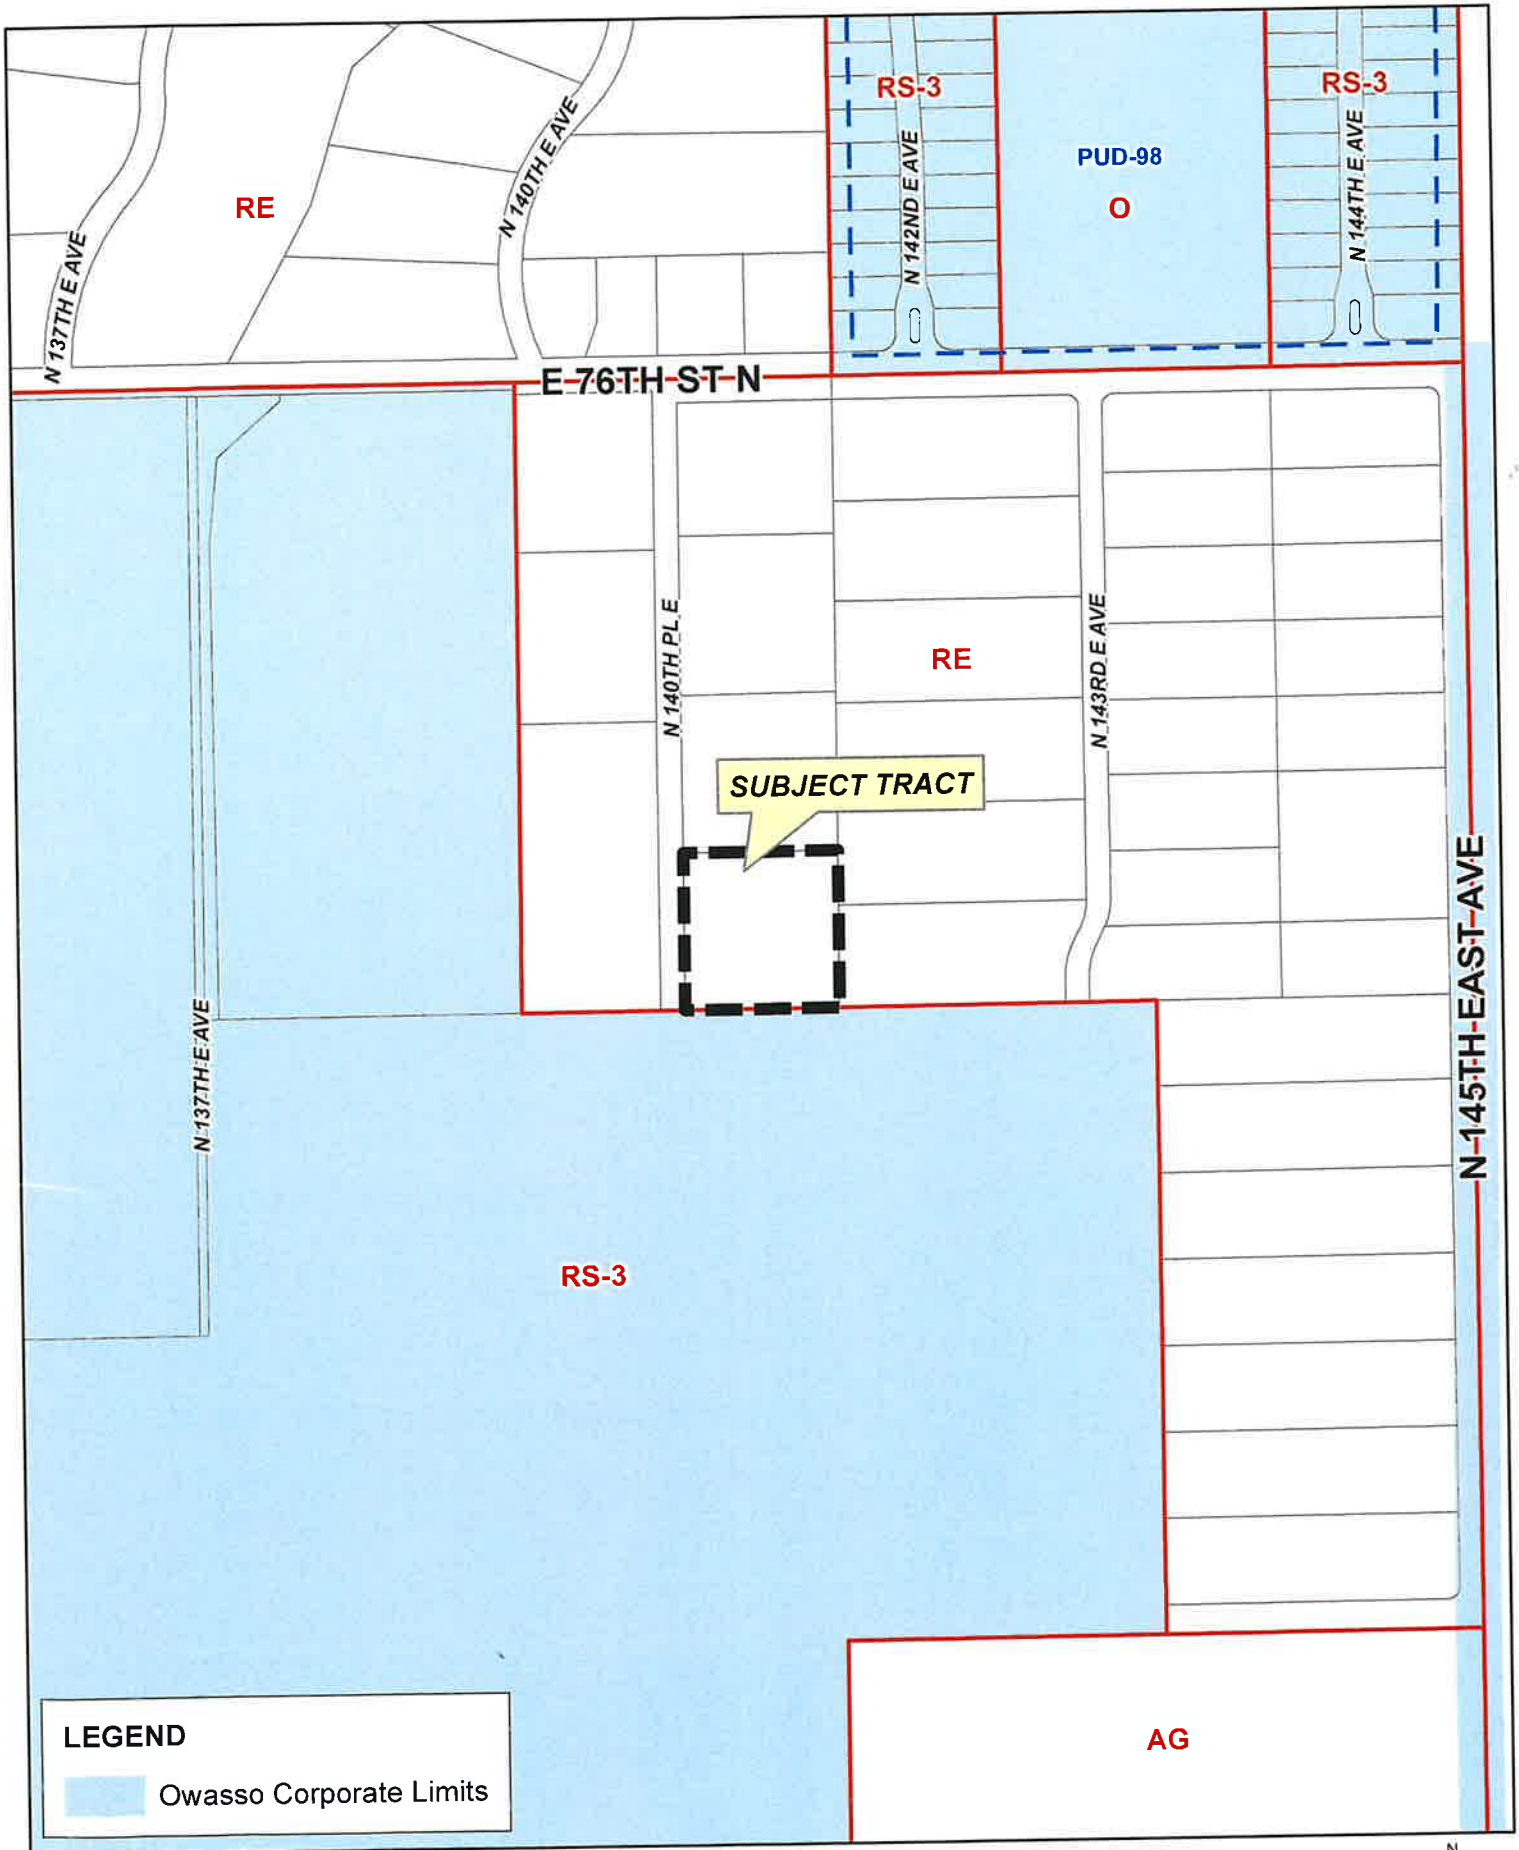 RS-3
RS-3
N 140TH E AVE
N 142ND E AVE
N 144TH E AVE
PUD-98
RE
O
N 137TH E AVE
E 76TH ST N
N 140TH PL E
N 143RD E AVE
RE
SUBJECT TRACT
N 145TH EAST AVE
N 137TH E AVE
RS-3
LEGEND
Owasso Corporate Limits
AG
N